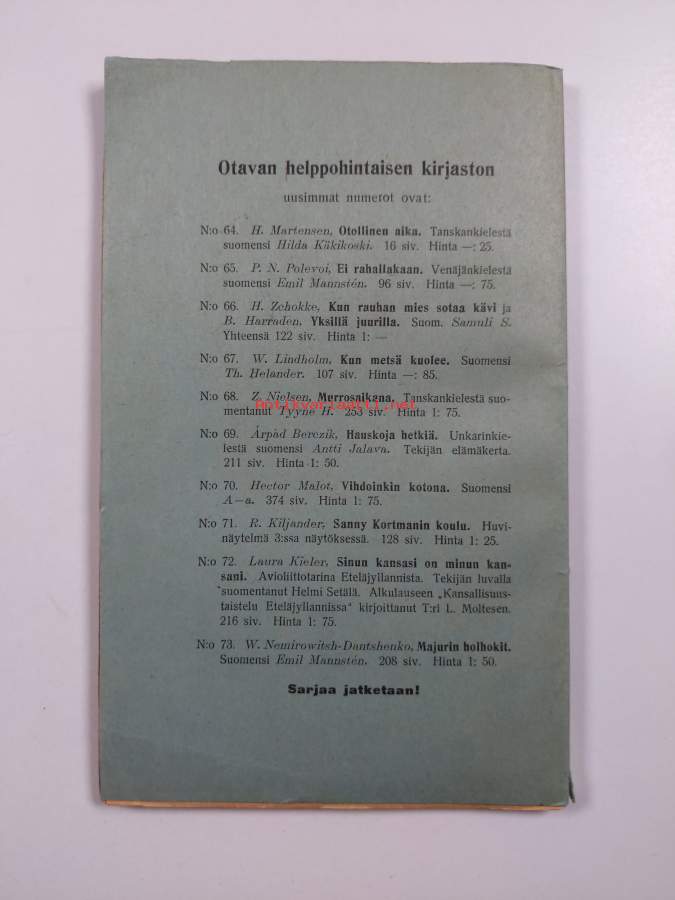 Otavan helppohintaisen kirjaston
uusimmat numerot ovat:
N:o 64. H. Martensen, Otollinen aika. Tanskankielestä
suomensi Hilda Käkikoski. 16 siv. Hinta —: 25.
N:o 65. P. N. Polevoi, Ei rahallakaan. Venäjänkielestä
suomensi Emil Mannstén. 96 siv. Hinta —: 75.
N:o 66. H. Zchokke, Kun rauhan mies sotaa kävi ja
B. Harraden, Yksillä juurilla. Suom. Samuli S.
Yhteensä 122 siv. Hinta 1: —
N:o 67. W. Lindholm, Kun metsä kuolee. Suomensi
Th. Helander. 107 siv. Hinta —: 85.
N:o 68. Z. Nielsen, Murrosaikana. Tanskankielestä suo-
mentanut Tyyne H. 253 siv. Hinta 1: 75.
antikvariaatti.net
N:o 69. Árpád Berczik, Hauskoja hetkiä. Unkarinkie-
lestä suomensi Antti Jalava. Tekijän elämäkerta.
211 siv. Hinta 1: 50.
N:o 70. Hector Malot, Vihdoinkin kotona. Suomensi
A—a. 374 siv. Hinta 1: 75.
N:o 71. R. Kiljander, Sanny Kortmanin koulu. Huvi-
näytelmä 3:ssa näytöksessä. 128 siv. Hinta 1: 25.
N:o 72. Laura Kieler, Sinun kansasi on minun kan-
sani. Avioliittotarina Eteläjyllannista. Tekijän luvalla
suomentanut Helmi Setälä. Alkulauseen „Kansallisuus-
taistelu Eteläjyllannissa" kirjoittanut T:ri L. Moltesen.
216 siv. Hinta 1: 75.
N:o 73. W. Nemirowitsh-Dantshenko, Majurin holhokit.
Suomensi Emil Mannstén. 208 siv. Hinta 1: 50.
Sarjaa jatketaan!